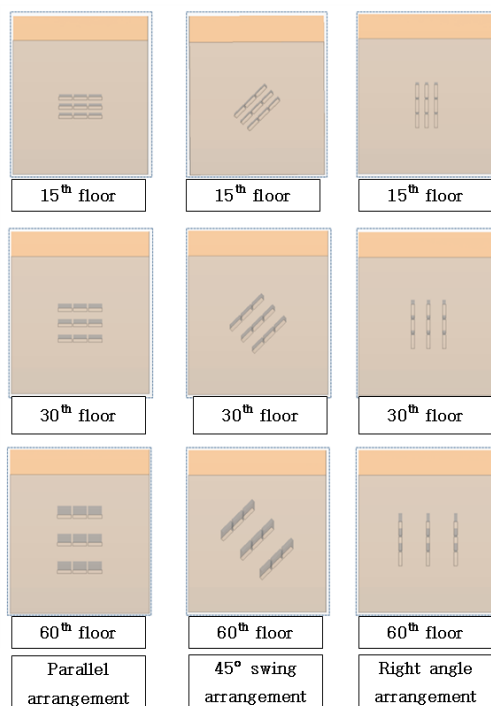 15th floor
15th floor
15th floor
30th floor
30th floor
30th floor
60th floor
60th floor
60th floor
Parallel
arrangement
45° swing
arrangement
Right angle
arrangement